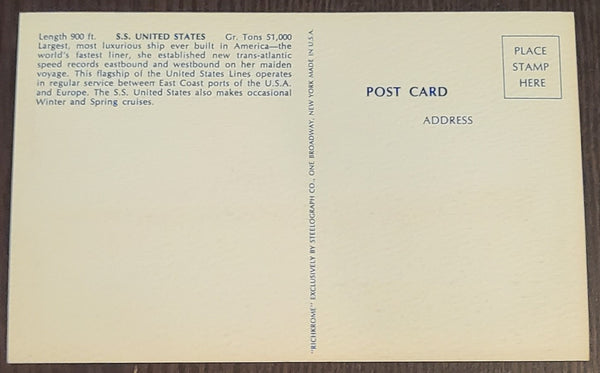 Length 900 ft. S.S. UNITED STATES Gr. Tons 51,000
Largest, most luxurious ship ever built in America—the
world's fastest liner, she established new trans-atlantic
speed records eastbound and westbound on her maiden
voyage. This flagship of the United States Lines operates
in regular service between East Coast ports of the U.S.A.
and Europe. The S.S. United States also makes occasional
Winter and Spring cruises.
"RICHKROME" EXCLUSIVELY BY STEELOGRAPH CO., ONE BROADWAY, NEW YORK MADE IN U.S.A.
POST CARD
ADDRESS
PLACE
STAMP
HERE